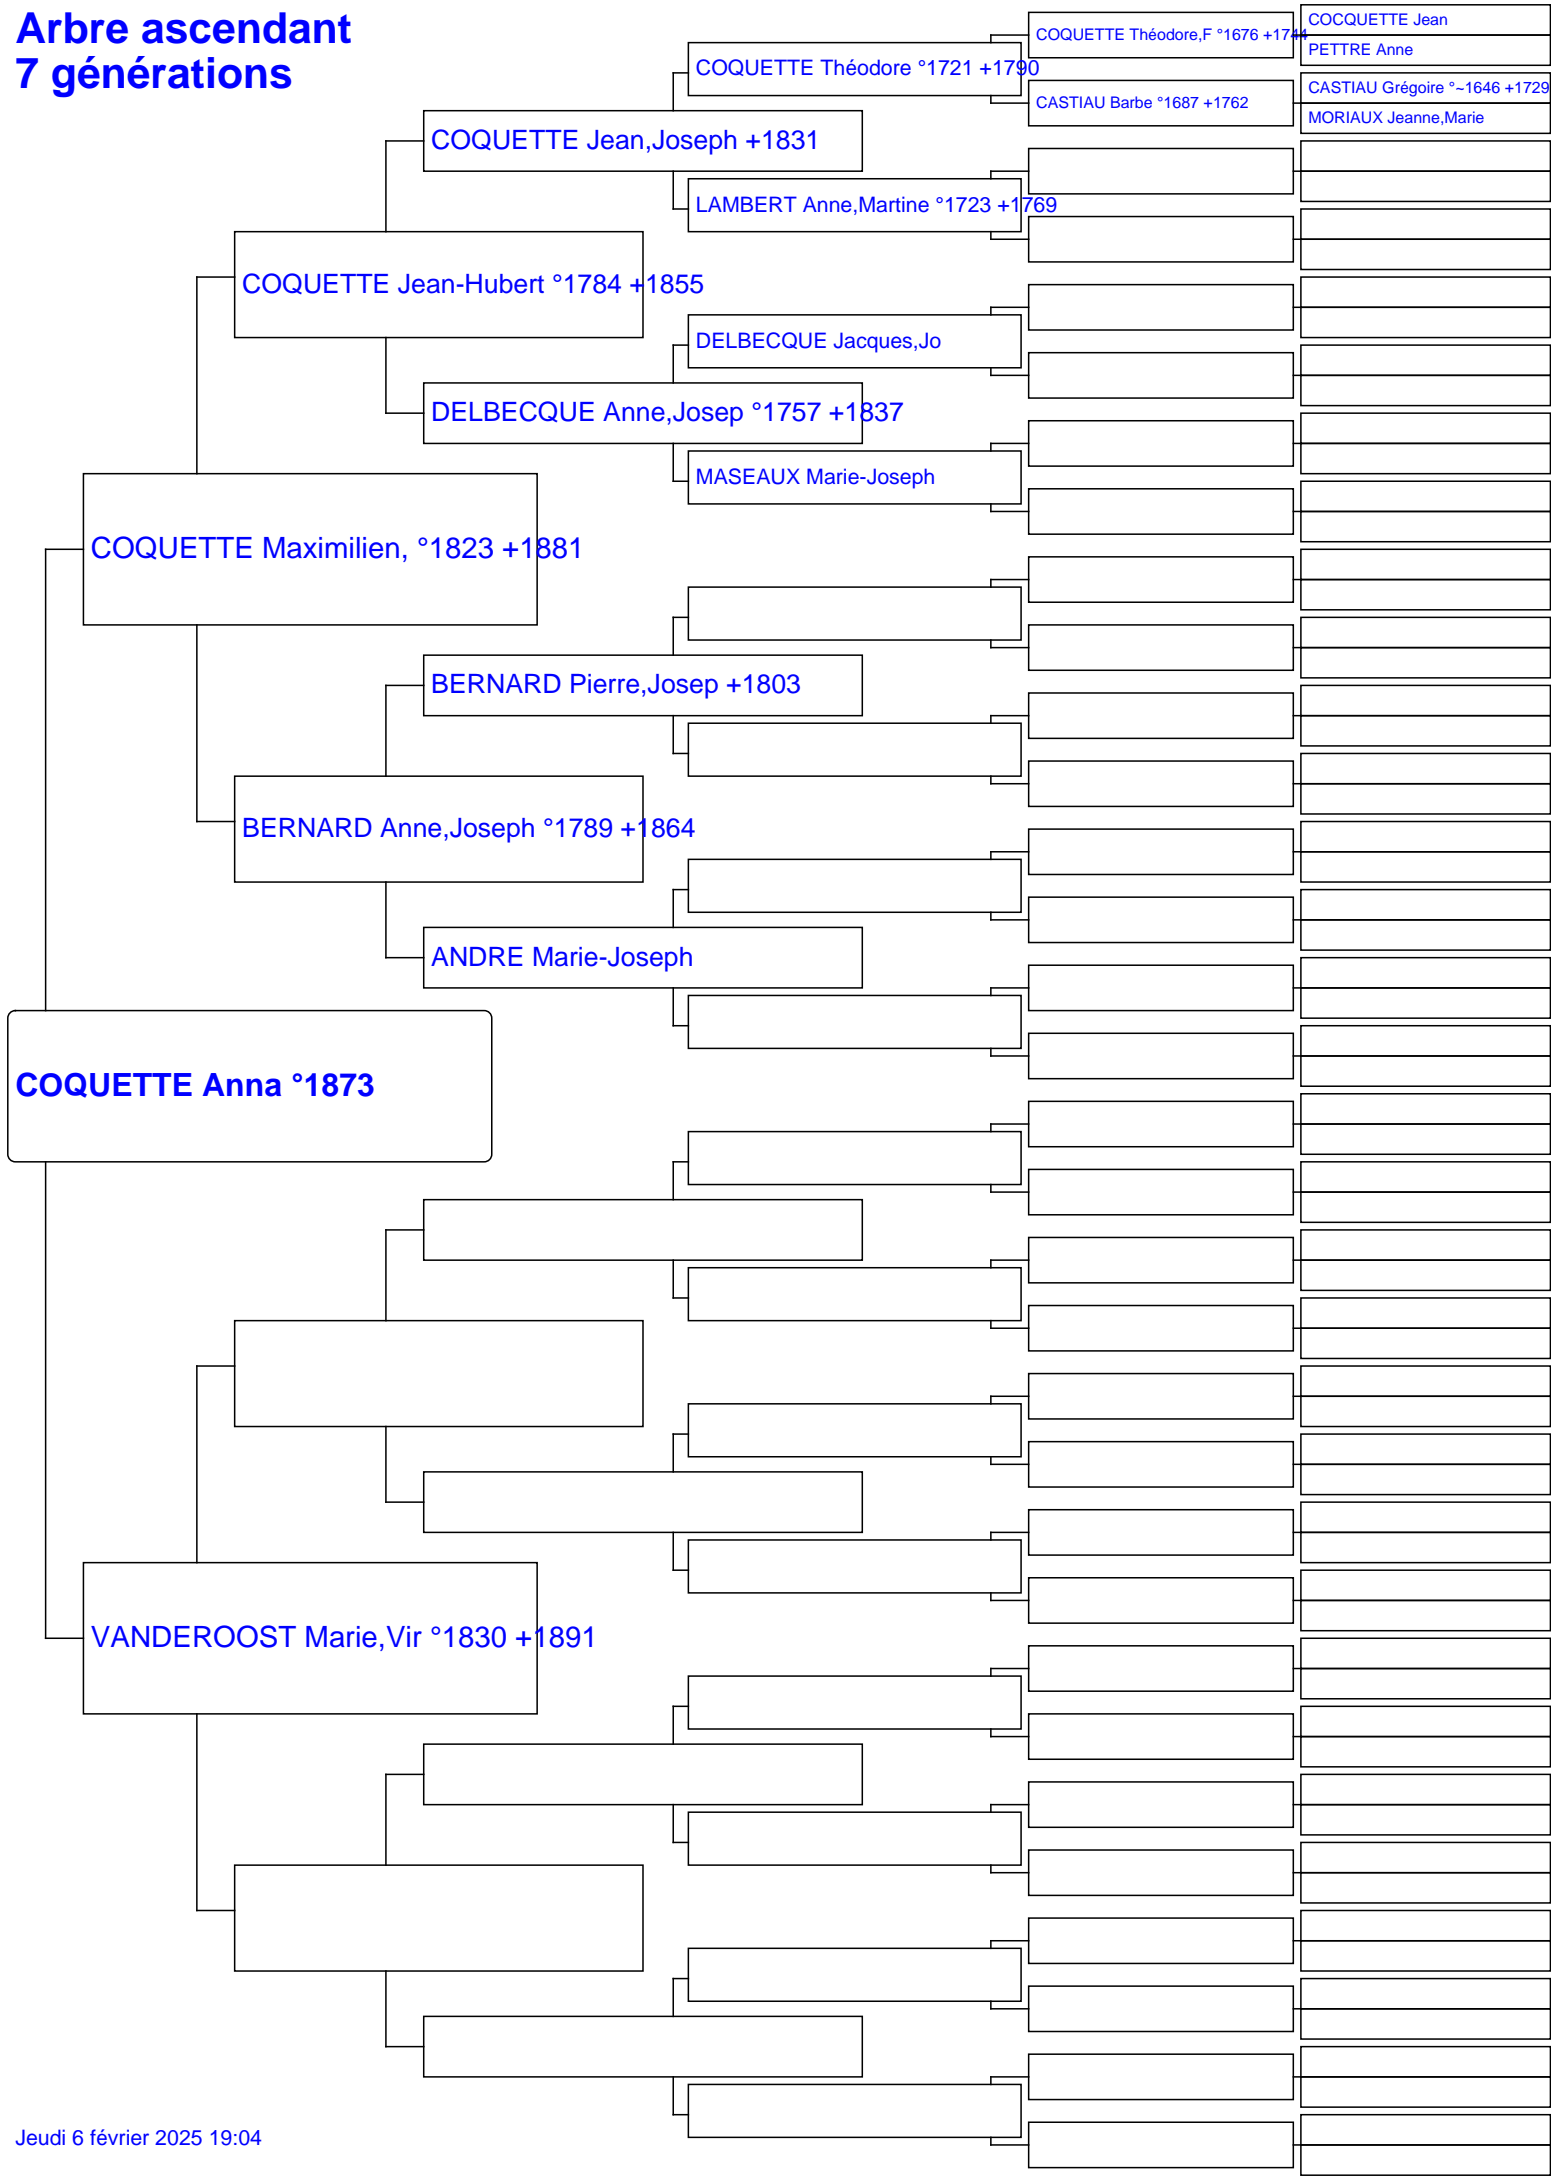 Arbre ascendant
7 générations
COCQUETTE Jean
COQUETTE Théodore,F °1676 +1744
PETTRE Anne
COQUETTE Théodore °1721 +1790
CASTIAU Grégoire °~1646 +1729
CASTIAU Barbe °1687 +1762
MORIAUX Jeanne,Marie
COQUETTE Jean,Joseph +1831
LAMBERT Anne,Martine °1723 +1769
COQUETTE Jean-Hubert °1784 +1855
DELBECQUE Jacques,Jo
DELBECQUE Anne,Josep °1757 +1837
MASEAUX Marie-Joseph
COQUETTE Maximilien, °1823 +1881
BERNARD Pierre,Josep +1803
BERNARD Anne,Joseph °1789 +1864
ANDRE Marie-Joseph
COQUETTE Anna °1873
VANDEROOST Marie,Vir °1830 +1891
Jeudi 6 février 2025 19:04